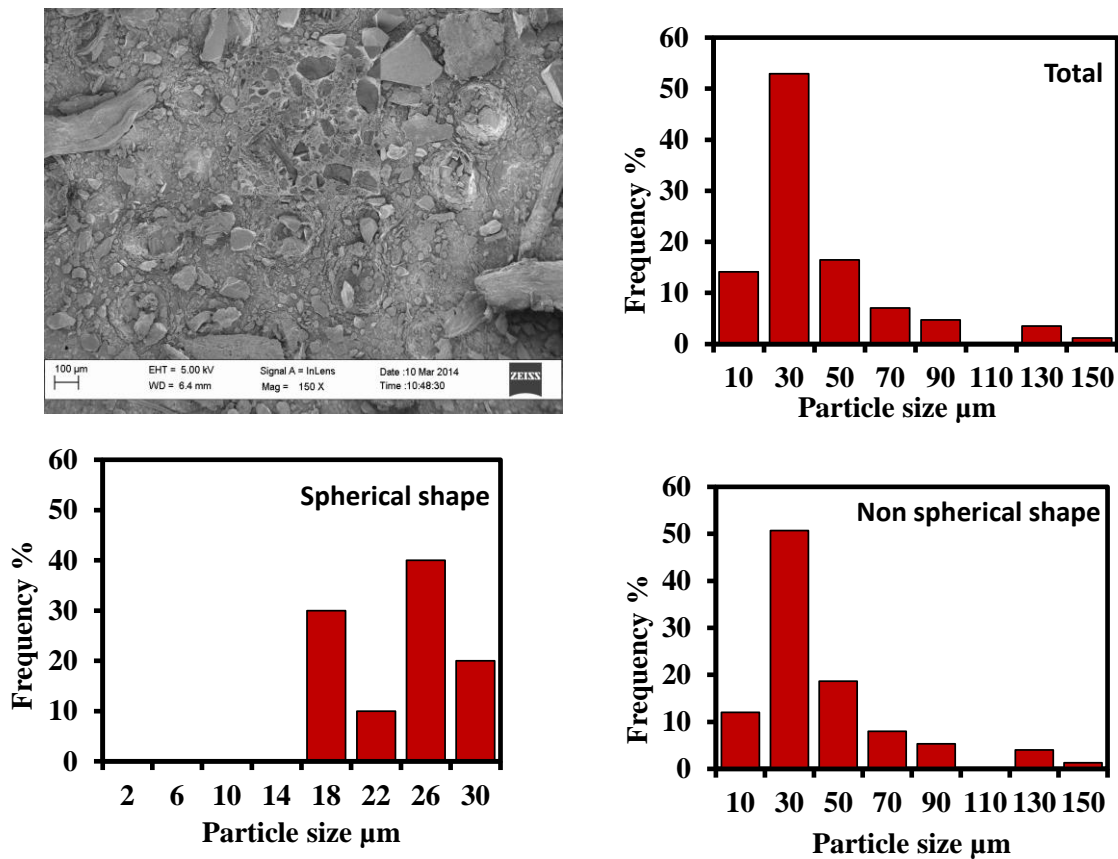 100 µm
EHT = 5.00 kV
WD = 6.4 mm
Signal A = InLens
Mag = 150 X
Date :10 Mar 2014
Time :10:48:30
ZEISS
Total
Frequency %
60
50
40
30
20
10
0
10 30 50 70 90 110 130 150
Particle size µm
Spherical shape
Frequency %
60
50
40
30
20
10
0
2 6 10 14 18 22 26 30
Particle size µm
Non spherical shape
Frequency %
60
50
40
30
20
10
0
10 30 50 70 90 110 130 150
Particle size µm